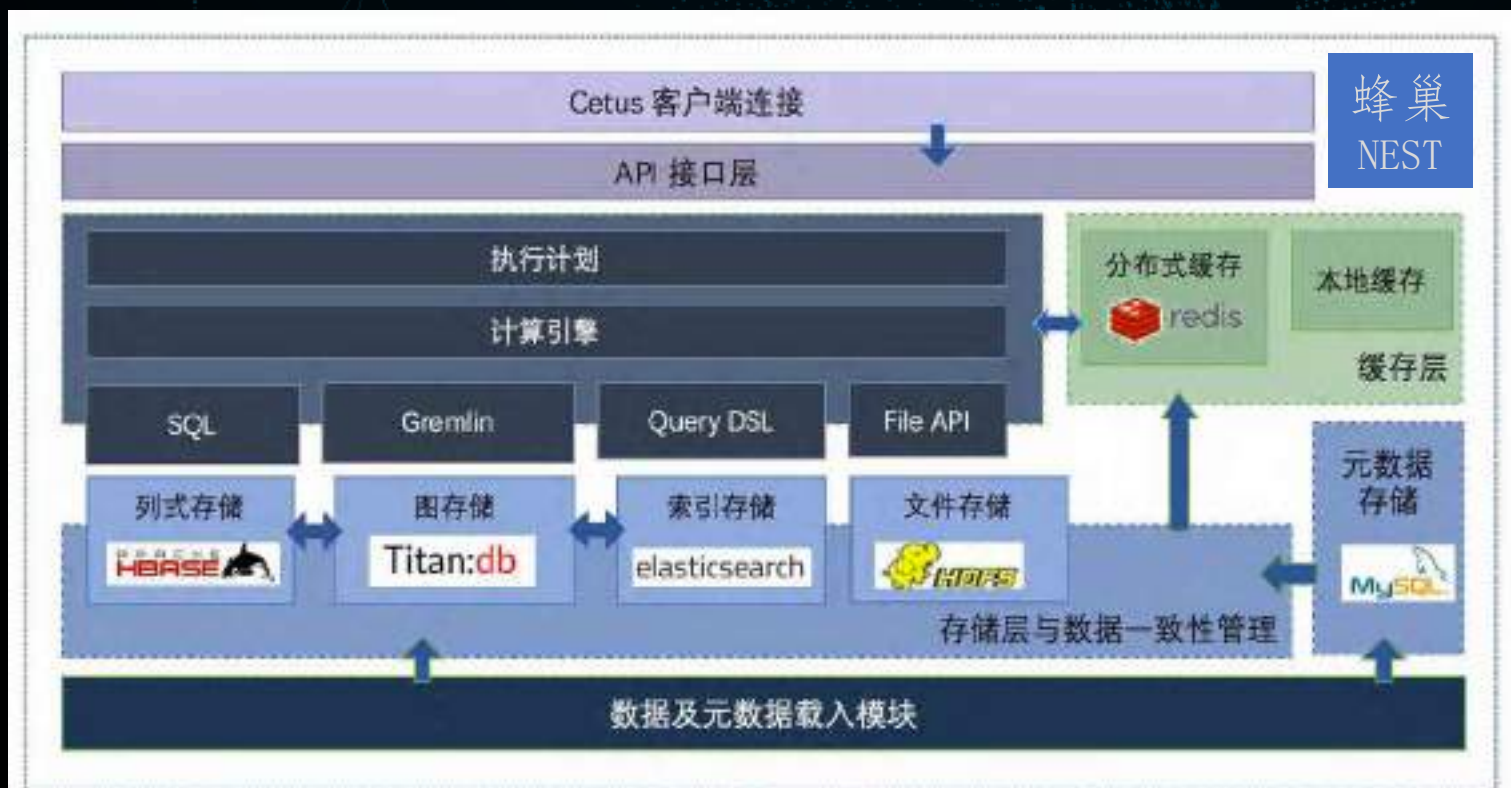 Cetus 客户端连接
蜂巢
NEST
API 接口层
执行计划
计算引擎
分布式缓存
redis
本地缓存
缓存层
SQL
Gremlin
Query DSL
File API
列式存储
APACHE
HBASE
图存储
Titan:db
索引存储
elasticsearch
文件存储
HDFS
元数据
存储
MySQL
存储层与数据一致性管理
数据及元数据载入模块